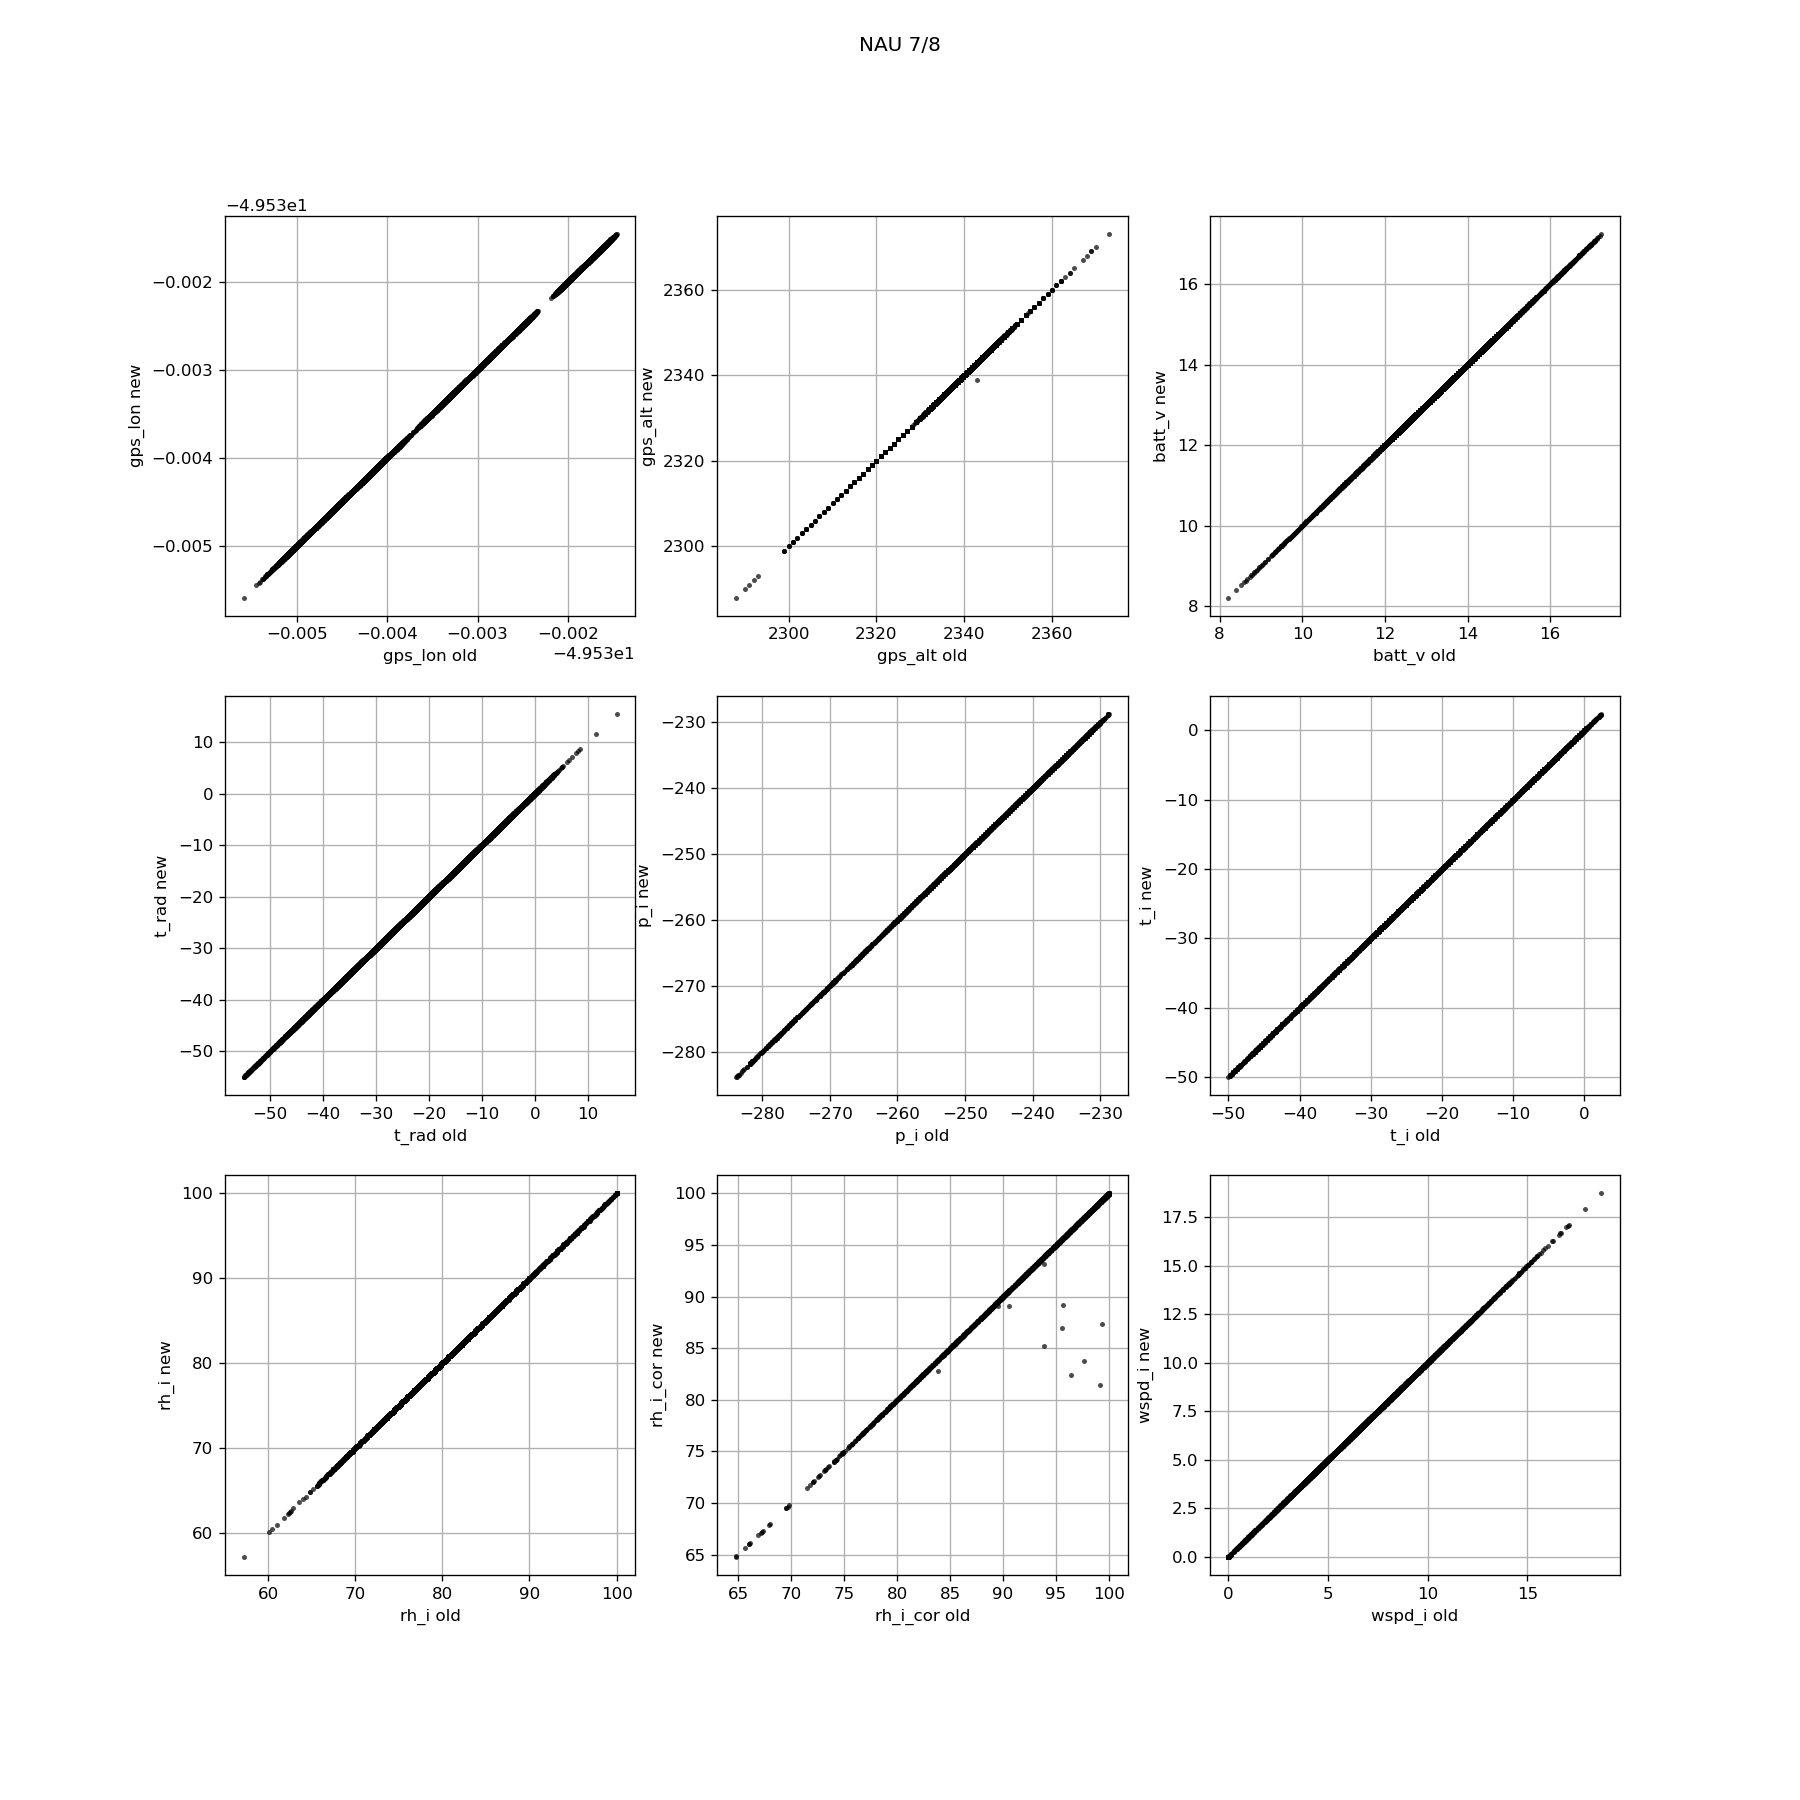 NAU 7/8
−4.953e1
−0.002
−0.003
−0.004
−0.005
gps_lon new
−0.005 −0.004 −0.003 −0.002
gps_lon old
−4.953e1
2360
2340
2320
2300
gps_alt new
2300 2320 2340 2360
gps_alt old
16
14
12
10
8
batt_v new
8 10 12 14 16
batt_v old
10
0
−10
−20
−30
−40
−50
t_rad new
−50 −40 −30 −20 −10 0 10
t_rad old
−230
−240
−250
−260
−270
−280
p_i new
−280 −270 −260 −250 −240 −230
p_i old
0
−10
−20
−30
−40
−50
t_i new
−50 −40 −30 −20 −10 0
t_i old
100
90
80
70
60
rh_i new
60 70 80 90 100
rh_i old
100
95
90
85
80
75
70
65
rh_i_cor new
65 70 75 80 85 90 95 100
rh_i_cor old
17.5
15.0
12.5
10.0
7.5
5.0
2.5
0.0
wspd_i new
0 5 10 15
wspd_i old